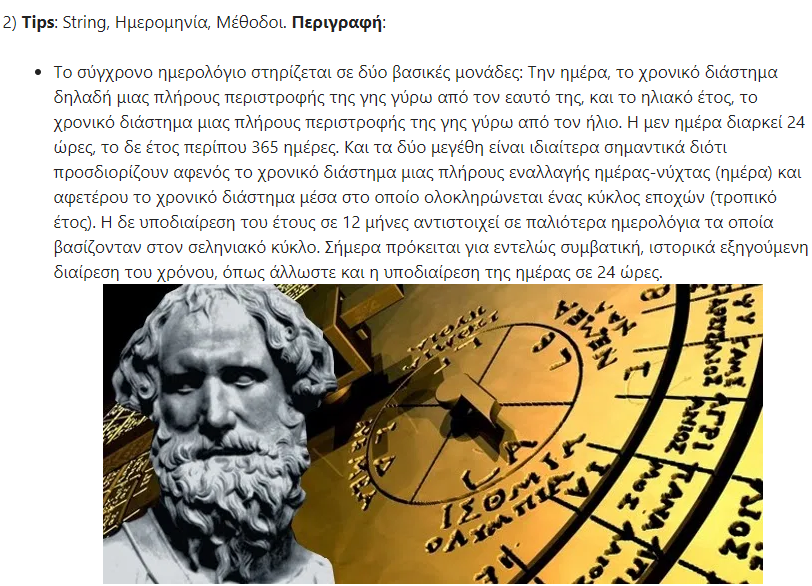 2) Tips: String, Ημερομηνία, Μέθοδοι. Περιγραφή:
• Το σύγχρονο ημερολόγιο στηρίζεται σε δύο βασικές μονάδες: Την ημέρα, το χρονικό διάστημα
δηλαδή μιας πλήρους περιστροφής της γης γύρω από τον εαυτό της, και το ηλιακό έτος, το
χρονικό διάστημα μιας πλήρους περιστροφής της γης γύρω από τον ήλιο. Η μεν ημέρα διαρκεί 24
ώρες, το δε έτος περίπου 365 ημέρες. Και τα δύο μεγέθη είναι ιδιαίτερα σημαντικά διότι
προσδιορίζουν αφενός το χρονικό διάστημα μιας πλήρους εναλλαγής ημέρας-νύχτας (ημέρα) και
αφετέρου το χρονικό διάστημα μέσα στο οποίο ολοκληρώνεται ένας κύκλος εποχών (τροπικό
έτος). Η δε υποδιαίρεση του έτους σε 12 μήνες αντιστοιχεί σε παλιότερα ημερολόγια τα οποία
βασίζονταν στον σεληνιακό κύκλο. Σήμερα πρόκειται για εντελώς συμβατική, ιστορικά εξηγούμενη
διαίρεση του χρόνου, όπως άλλωστε και η υποδιαίρεση της ημέρας σε 24 ώρες.
ΝΕΜΕΑ
ΝΑΑ
ΙΣΘΜΙΑ
ΟΛΥΜΠΙΑ